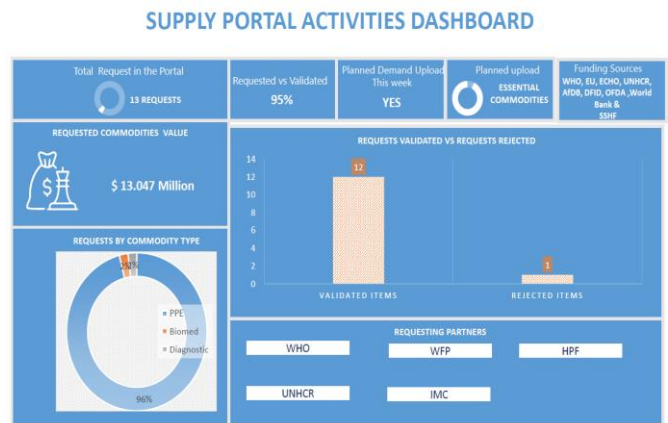 SUPPLY PORTAL ACTIVITIES DASHBOARD
Total Request in the Portal
13 REQUESTS
Requested vs Validated
95%
Planned Demand Upload
This week
YES
Planned upload
ESSENTIAL
COMMODITIES
Funding Sources
WHO, EU, ECHO, UNHCR,
AfDB, DFID, OFDA ,World
Bank &
SSHF
REQUESTED COMMODITIES VALUE
$
$ 13.047 Million
REQUESTS VALIDATED VS REQUESTS REJECTED
14
12
10
8
6
4
2
0
12
1
VALIDATED ITEMS
REJECTED ITEMS
REQUESTS BY COMMODITY TYPE
PPE
Biomed
Diagnostic
96%
REQUESTING PARTNERS
WHO
WFP
HPF
UNHCR
IMC